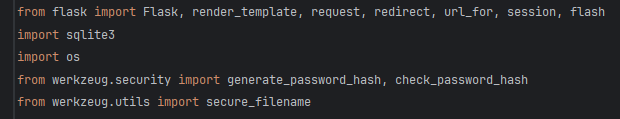 from flask import Flask, render_template, request, redirect, url_for, session, flash
import sqlite3
import os
from werkzeug.security import generate_password_hash, check_password_hash
from werkzeug.utils import secure_filename